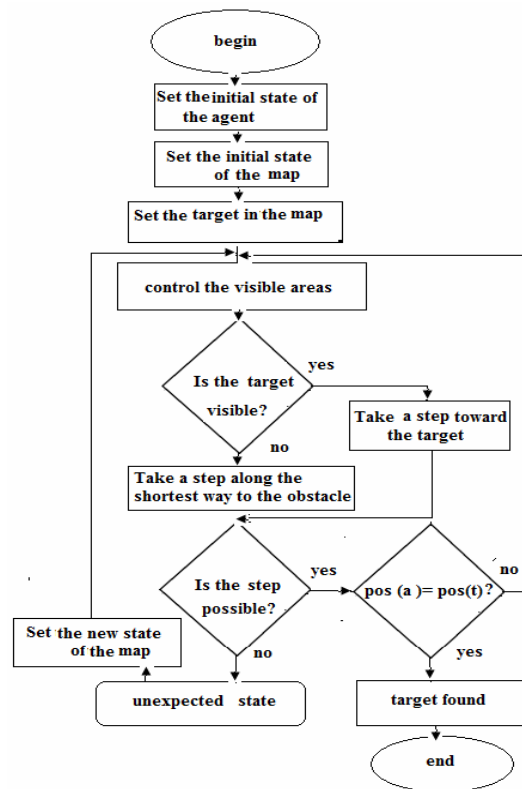 begin
Set the initial state of
the agent
Set the initial state
of the map
Set the target in the map
control the visible areas
yes
Is the target
visible?
Take a step toward
the target
no
Take a step along the
shortest way to the obstacle
Is the step
possible?
yes
pos (a )= pos(t)?
no
Set the new state
of the map
no
yes
unexpected state
target found
end